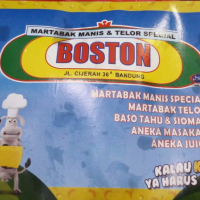 MARTABAK MANIS & TELOR SPECIAL
BOSTON
JL. CIJERAH 36* BANDUNG
MARTABAK MANIS SPECIA
MARTABAK TELO
BASO TAHU & SIOMA
ANEKA MASAKA
ANEKA JUI
KALAU K
YA HARUS